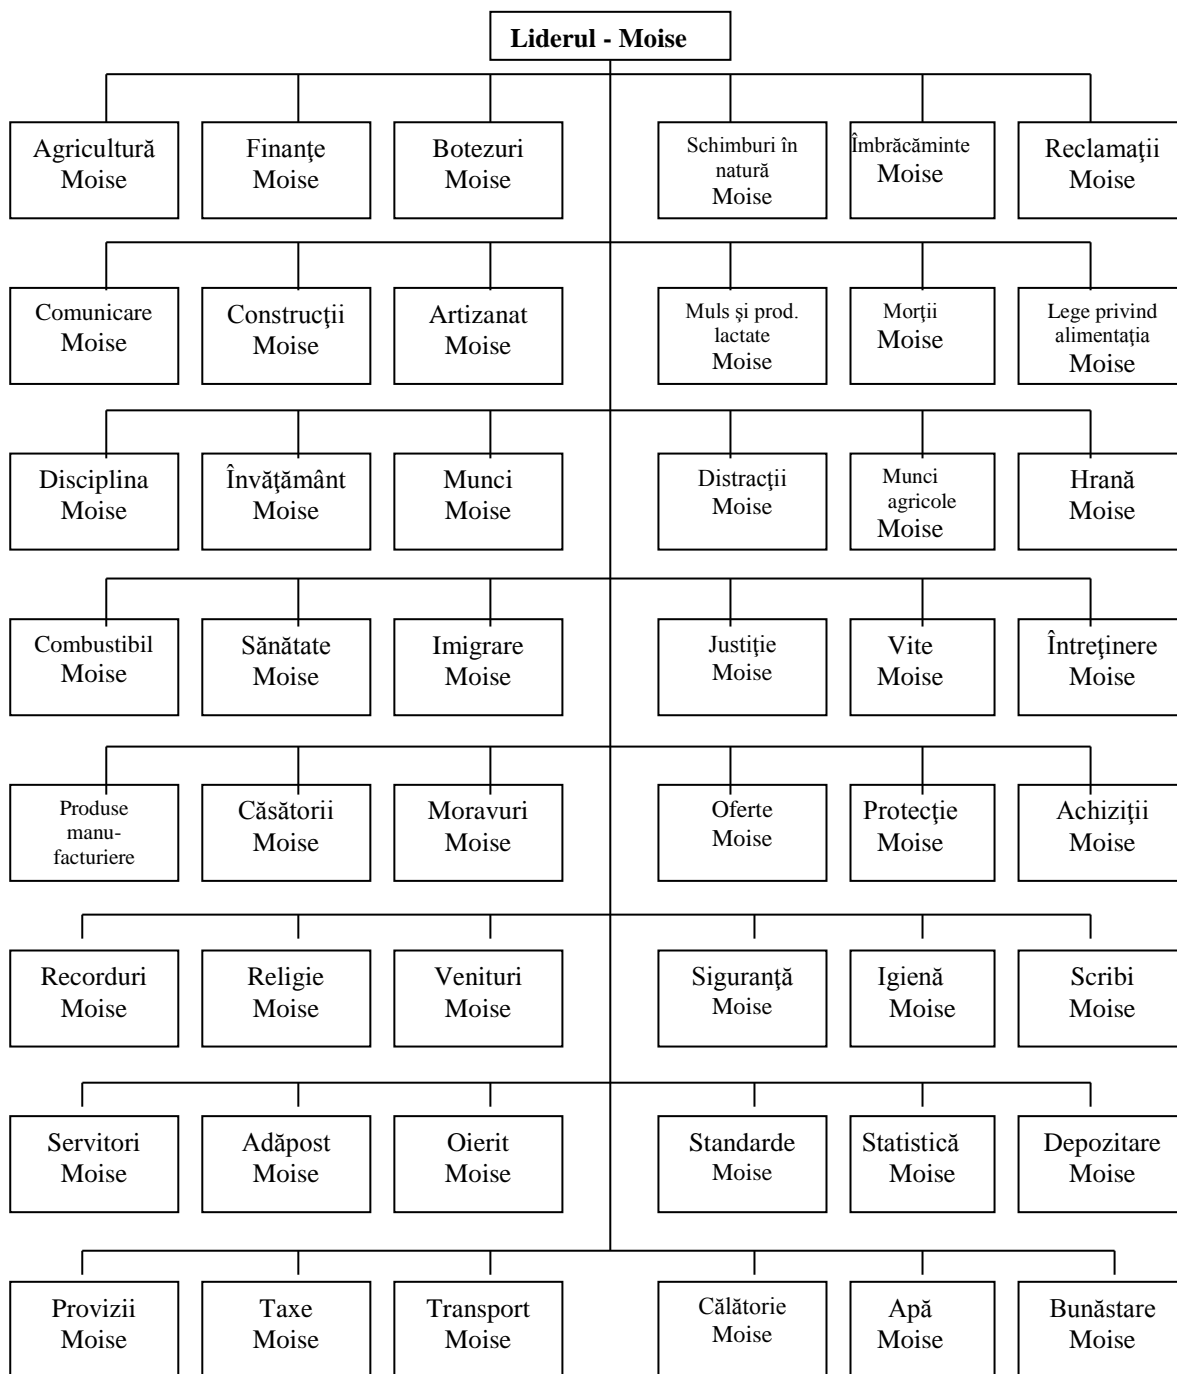 Liderul - Moise
Agricultură
Moise
Finanţe
Moise
Botezuri
Moise
Schimburi în
natură
Moise
Îmbrăcăminte
Moise
Reclamaţii
Moise
Comunicare
Moise
Construcţii
Moise
Artizanat
Moise
Muls şi prod.
lactate
Moise
Morţii
Moise
Lege privind
alimentaţia
Moise
Disciplina
Moise
Învăţământ
Moise
Munci
Moise
Distracţii
Moise
Munci
agricole
Moise
Hrană
Moise
Combustibil
Moise
Sănătate
Moise
Imigrare
Moise
Justiţie
Moise
Vite
Moise
Întreţinere
Moise
Produse
manu-
facturiere
Căsătorii
Moise
Moravuri
Moise
Oferte
Moise
Protecţie
Moise
Achiziţii
Moise
Recorduri
Moise
Religie
Moise
Venituri
Moise
Siguranţă
Moise
Igienă
Moise
Scribi
Moise
Servitori
Moise
Adăpost
Moise
Oierit
Moise
Standarde
Moise
Statistică
Moise
Depozitare
Moise
Provizii
Moise
Taxe
Moise
Transport
Moise
Călătorie
Moise
Apă
Moise
Bunăstare
Moise